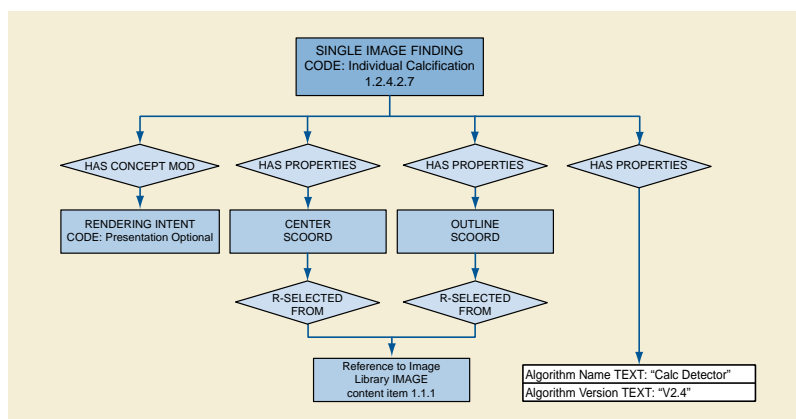 SINGLE IMAGE FINDING
CODE: Individual Calcification
1.2.4.2.7
HAS CONCEPT MOD
HAS PROPERTIES
HAS PROPERTIES
HAS PROPERTIES
RENDERING INTENT
CODE: Presentation Optional
CENTER
SCOORD
OUTLINE
SCOORD
R-SELECTED
FROM
R-SELECTED
FROM
Reference to Image
Library IMAGE
content item 1.1.1
Algorithm Name TEXT: “Calc Detector”
Algorithm Version TEXT: “V2.4”